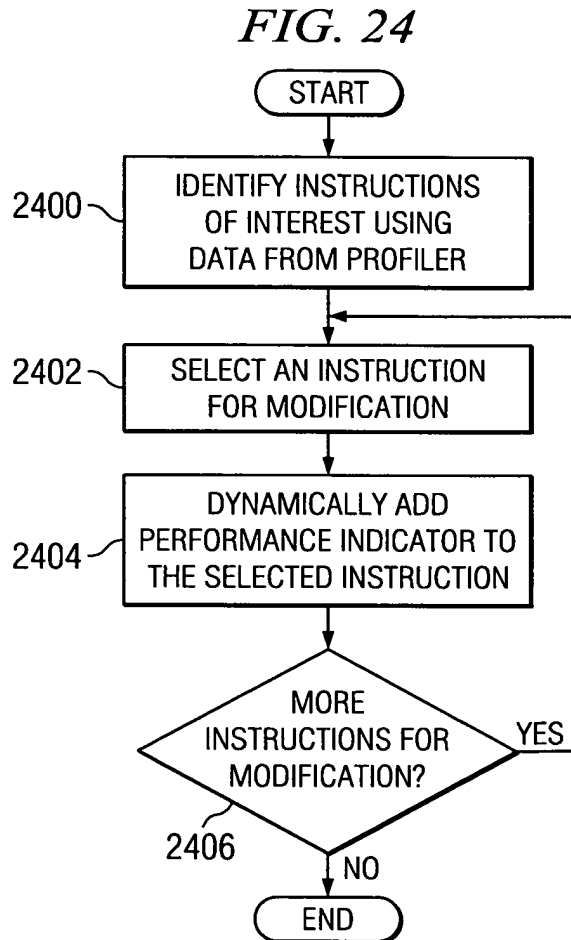 FIG. 24
START
2400
IDENTIFY INSTRUCTIONS
OF INTEREST USING
DATA FROM PROFILER
2402
SELECT AN INSTRUCTION
FOR MODIFICATION
2404
DYNAMICALLY ADD
PERFORMANCE INDICATOR TO
THE SELECTED INSTRUCTION
MORE
INSTRUCTIONS FOR
MODIFICATION?
YES
2406
NO
END